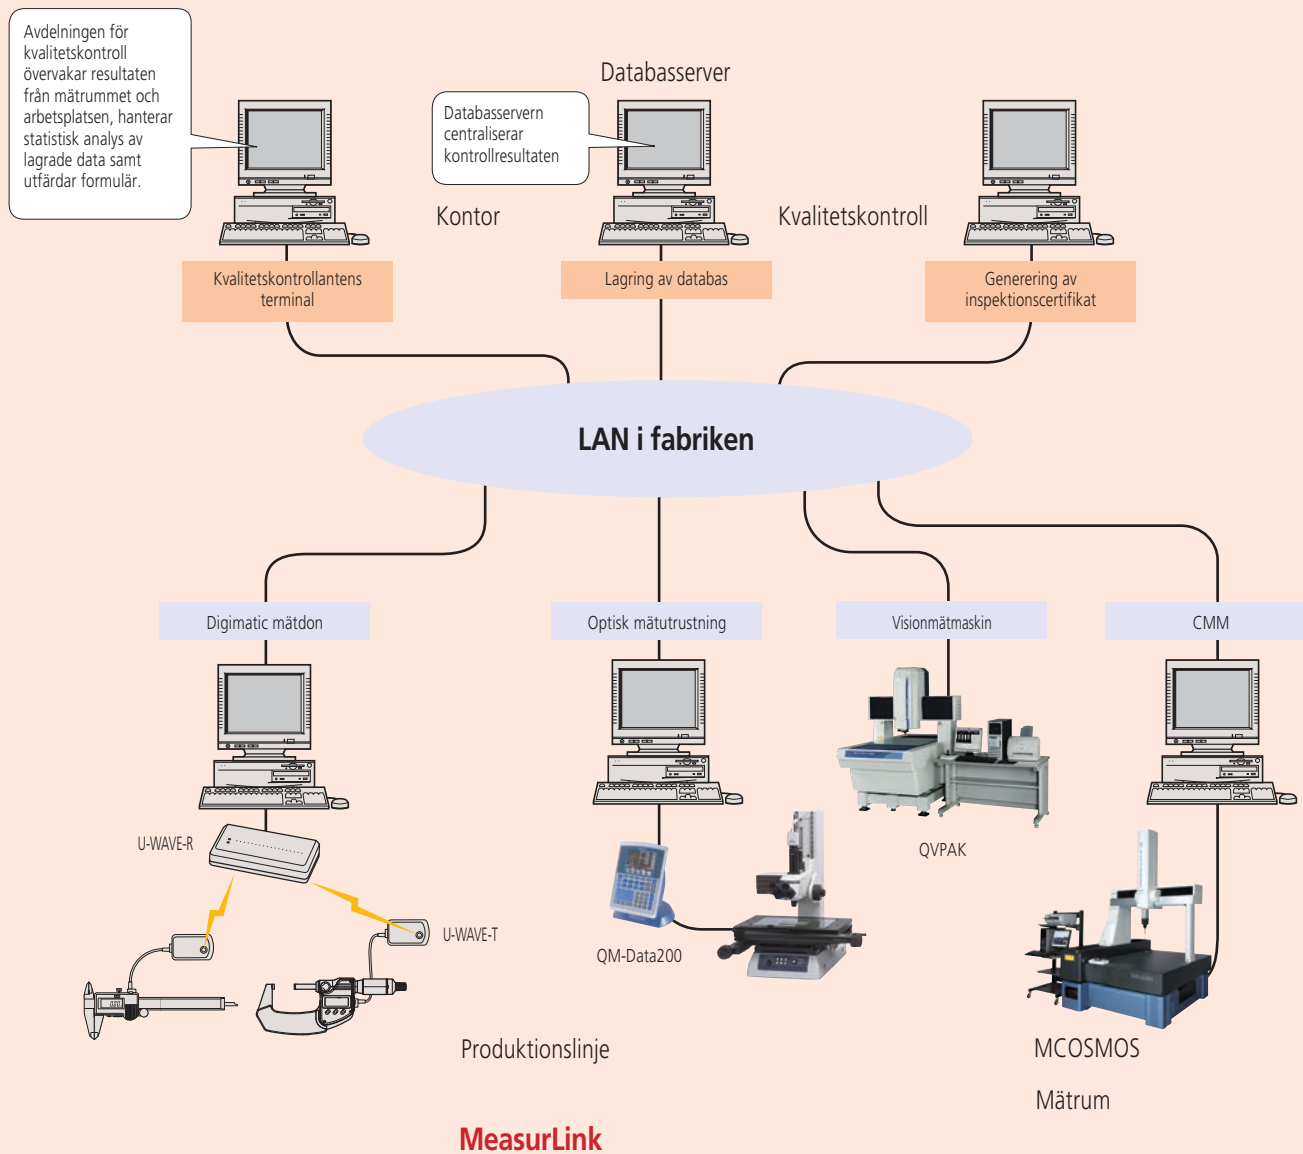 Avdelningen för
kvalitetskontroll
övervakar resultaten
från mätrummet och
arbetsplatsen, hanterar
statistisk analys av
lagrade data samt
utfärdar formulär.
Databasserver
Databasservern
centraliserar
kontrollresultaten
Kontor
Kvalitetskontroll
Kvalitetskontrollantens
terminal
Lagring av databas
Generering av
inspektionscertifikat
LAN i fabriken
Digimatic mätdon
Optisk mätutrustning
Visionmätmaskin
CMM
U-WAVE-R
U-WAVE-T
QM-Data200
QVPAK
Produktionslinje
MCOSMOS
Mätrum
MeasurLink